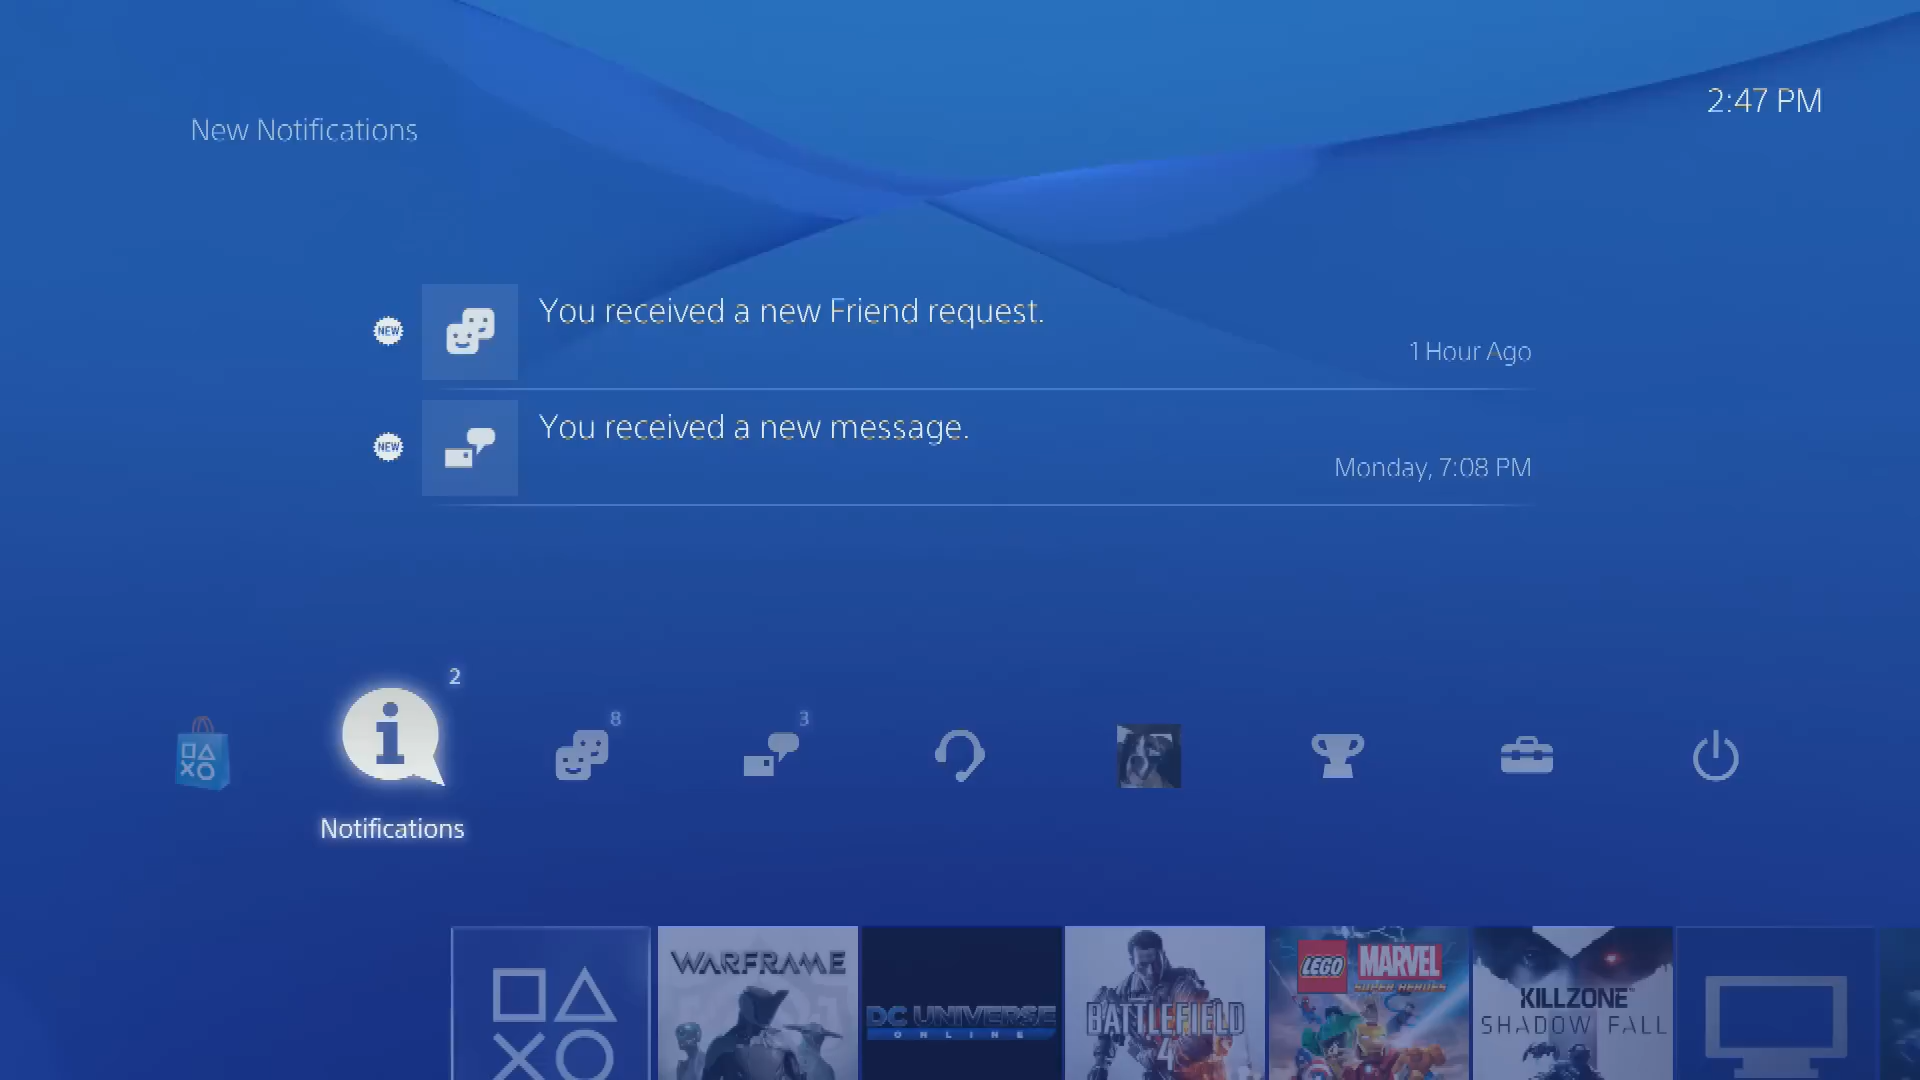 2:47 PM
New Notifications
NEW
You received a new Friend request.
1 Hour Ago
NEW
You received a new message.
Monday, 7:08 PM
2
8
3
Notifications
WARFRAME
DC UNIVERSE
ONLINE
BATTLEFIELD
4
LEGO MARVEL
SUPER HEROES
KILLZONE™
SHADOW FALL